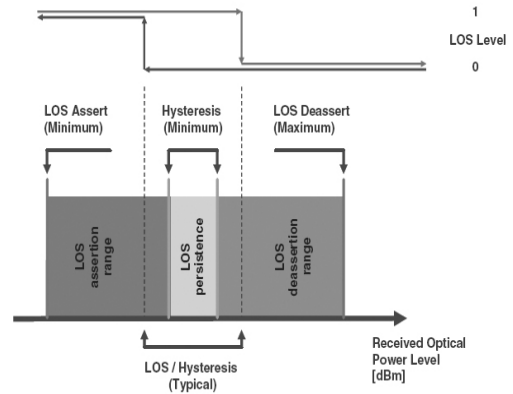 1
LOS Level
0
LOS Assert
(Minimum)
Hysteresis
(Minimum)
LOS Deassert
(Maximum)
LOS
assertion
range
LOS
persistence
LOS
deassertion
range
LOS / Hysteresis
(Typical)
Received Optical
Power Level
[dBm]